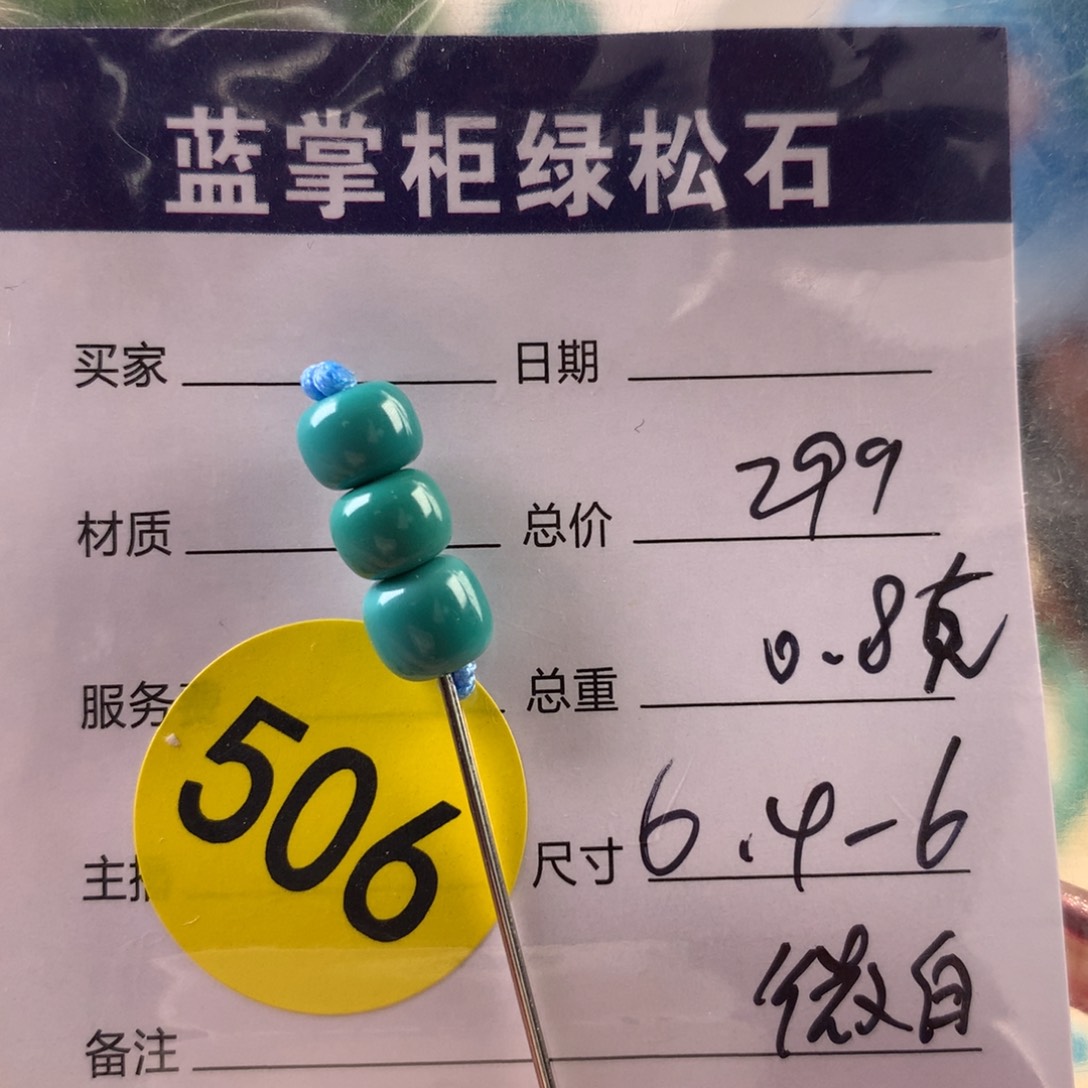 蓝掌柜绿松石
买家 日期
材质 总价 299
服务 总重 0.8克
506
主 尺寸 6.4-6
备注 微白